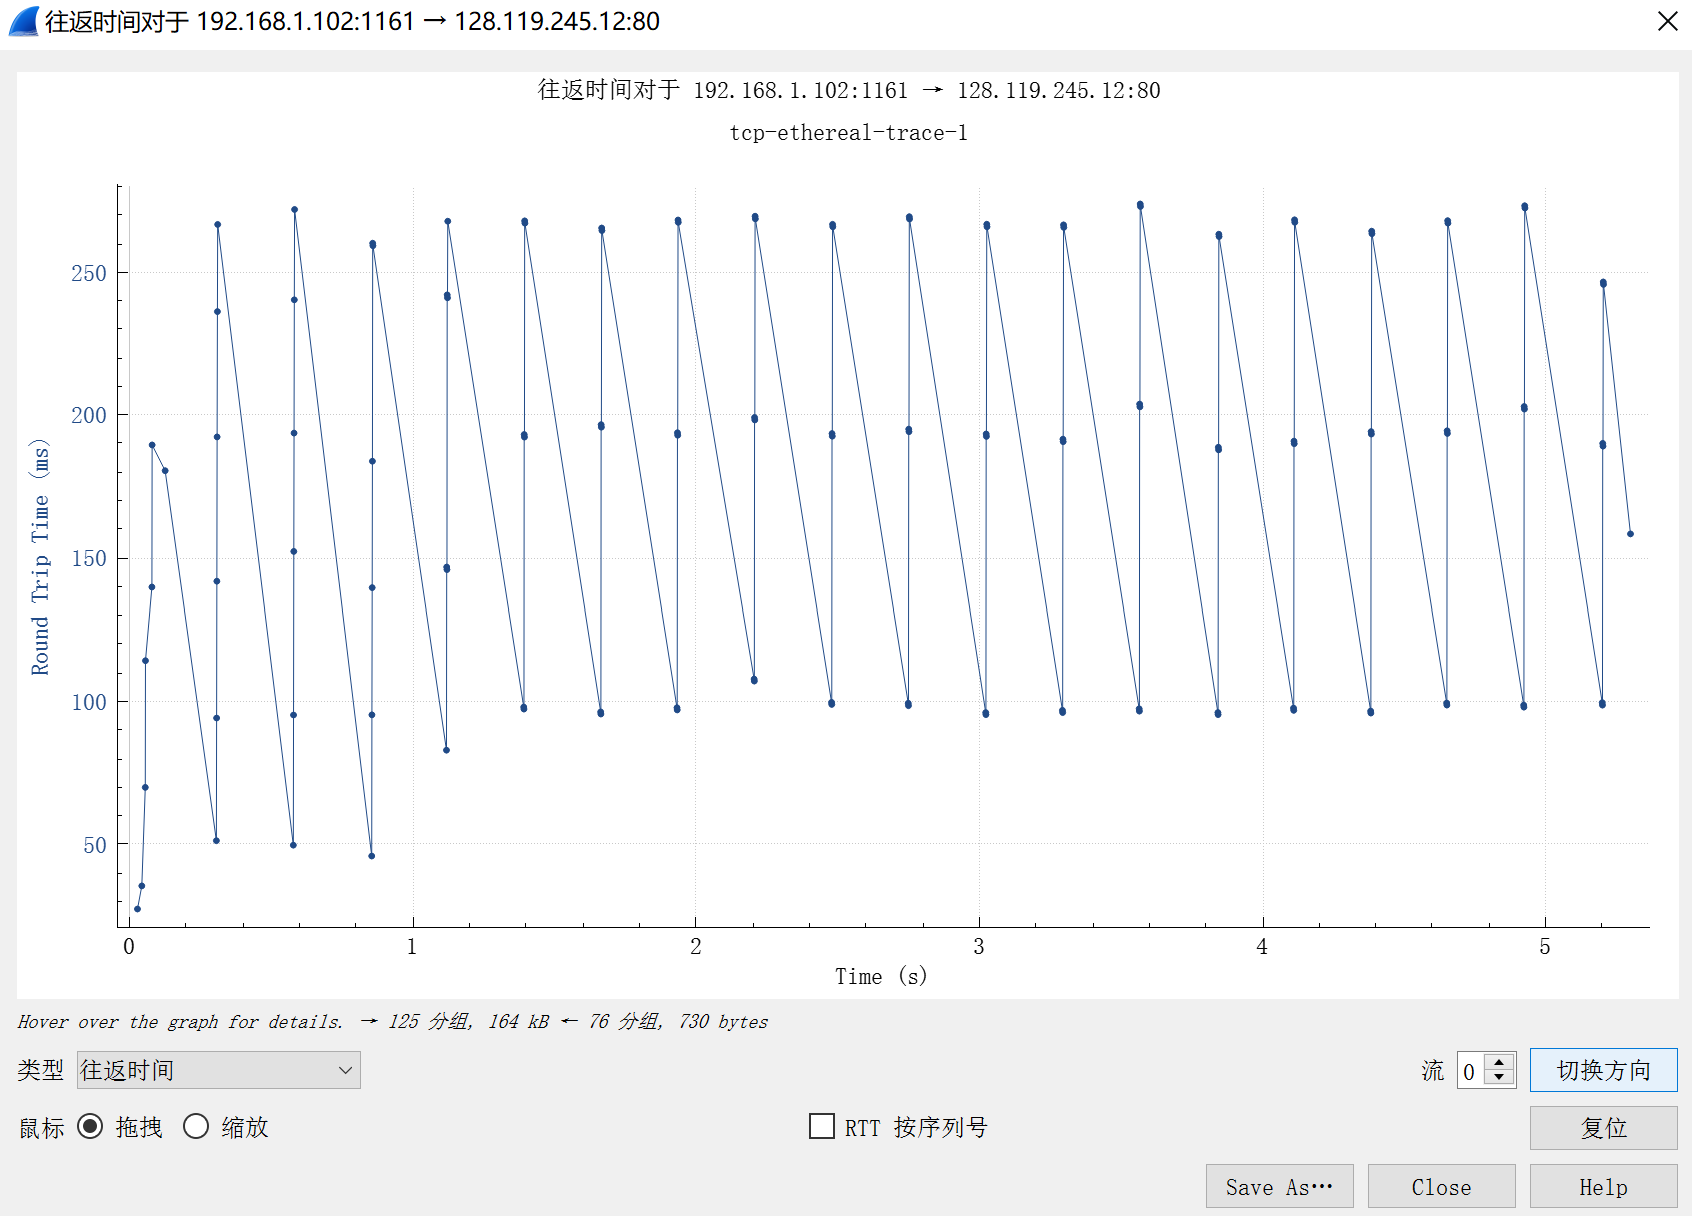 往返时间对于 192.168.1.102:1161 → 128.119.245.12:80
往返时间对于 192.168.1.102:1161 → 128.119.245.12:80
tcp-ethereal-trace-1
Round Trip Time (ms)
250
200
150
100
50
0 1 2 3 4 5
Time (s)
Hover over the graph for details. → 125 分组, 164 kB ← 76 分组, 730 bytes
类型 往返时间 流 0 切换方向
鼠标 拖拽 缩放 RTT 按序列号 复位
Save As… Close Help